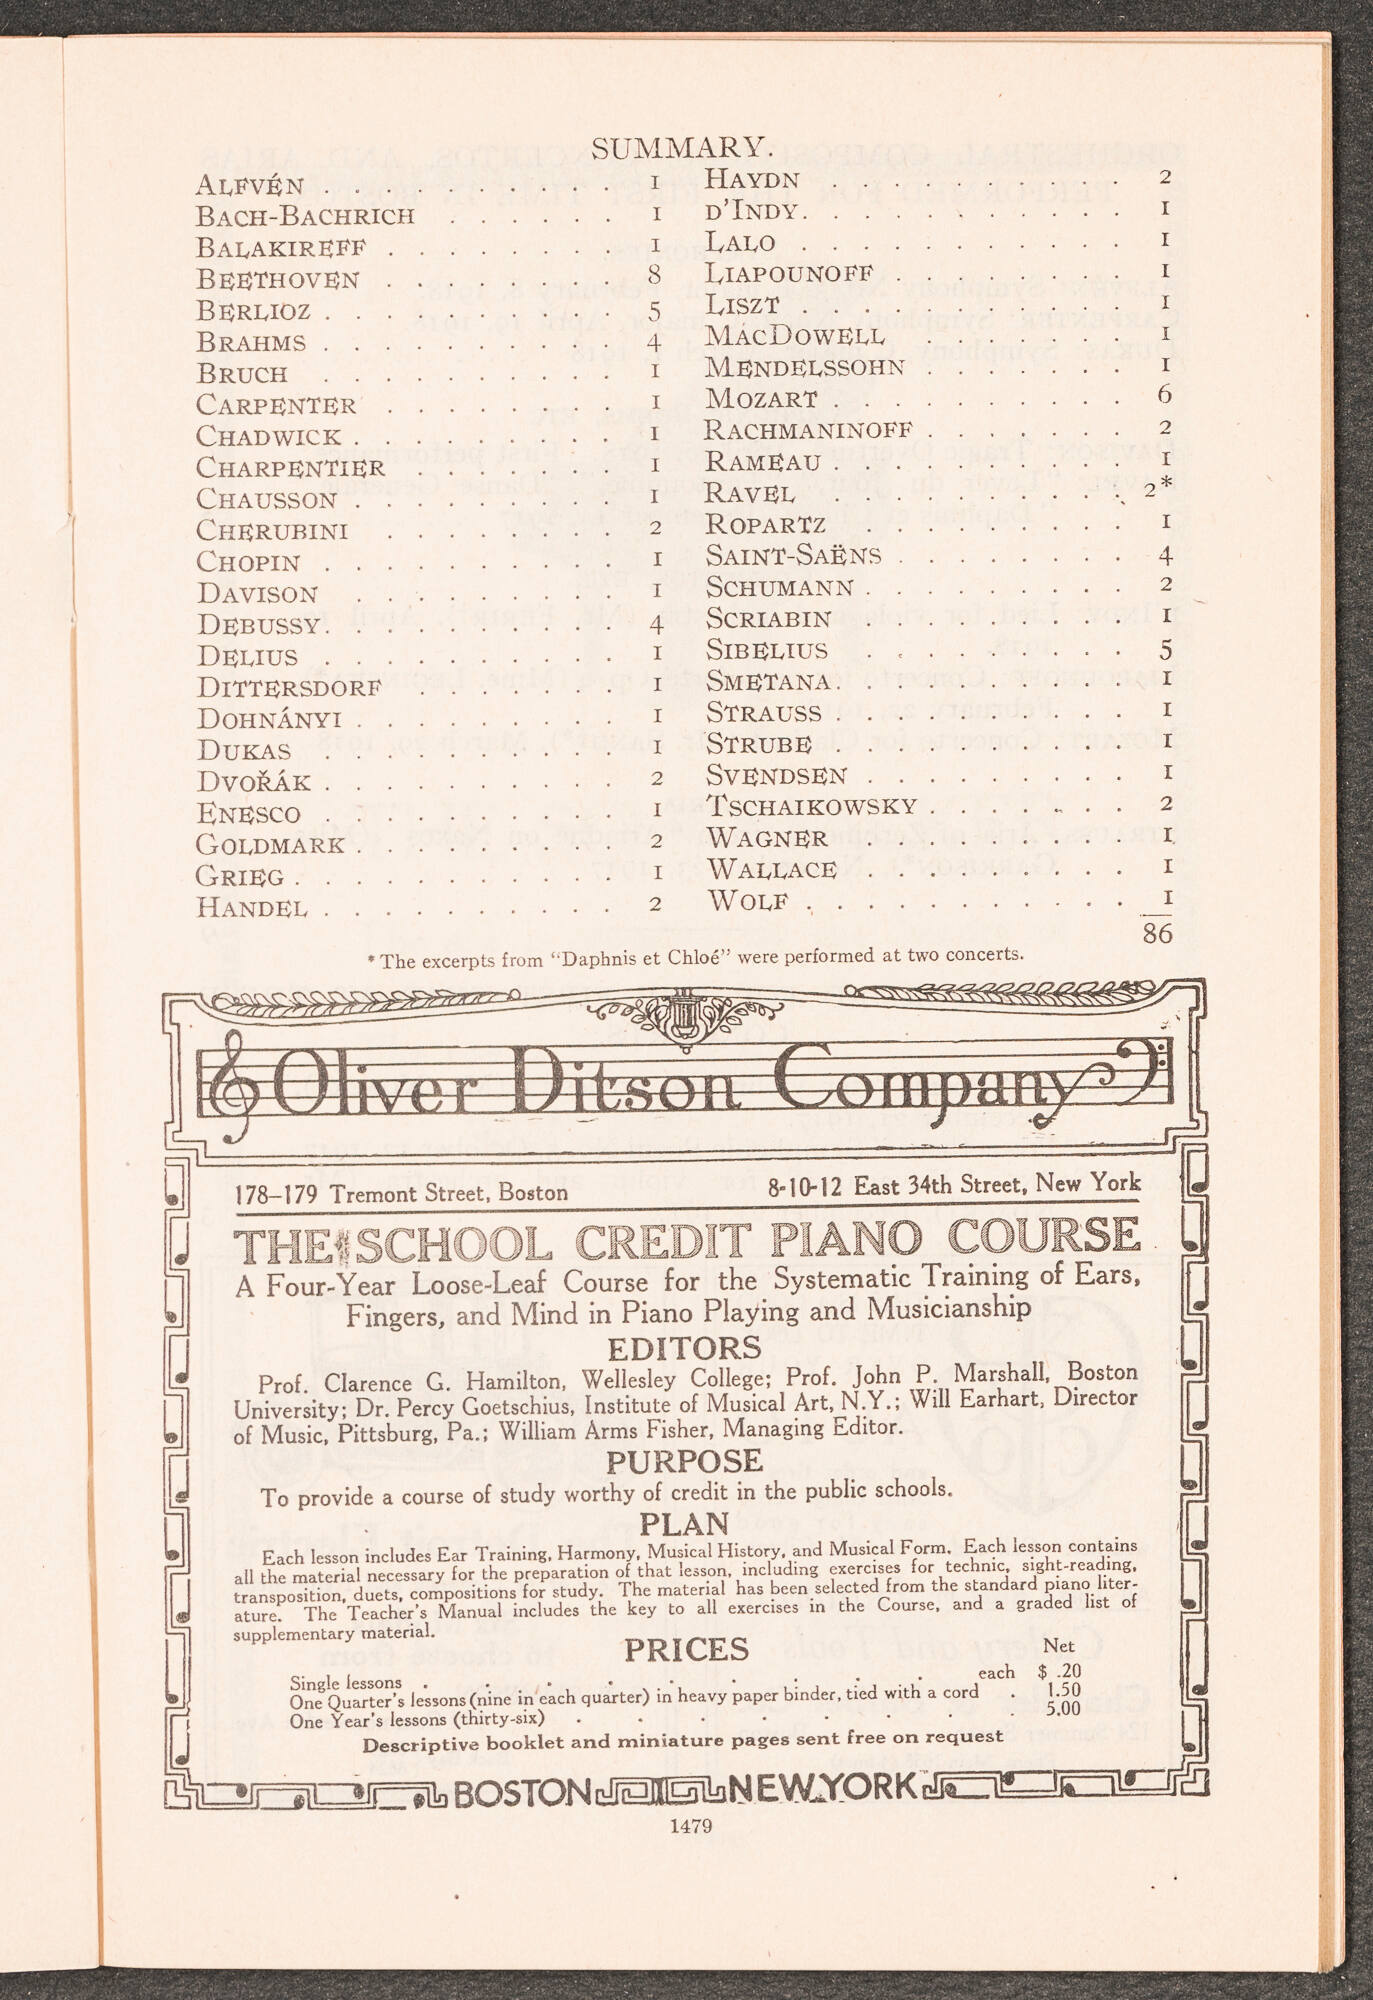 SUMMARY.
ALFVÉN . . . . . . . . . . 1
BACH-BACHRICH . . . . . . 1
BALAKIREFF . . . . . . . . 1
BEETHOVEN . . . . . . . . 8
BERLIOZ . . . . . . . . . . 5
BRAHMS . . . . . . . . . . 4
BRUCH . . . . . . . . . . 1
CARPENTER . . . . . . . . 1
CHADWICK . . . . . . . . . 1
CHARPENTIER . . . . . . . 1
CHAUSSON . . . . . . . . . 1
CHERUBINI . . . . . . . . 2
CHOPIN . . . . . . . . . . 1
DAVISON . . . . . . . . . 1
DEBUSSY . . . . . . . . . . 4
DELIUS . . . . . . . . . . 1
DITTERSDORF . . . . . . . 1
DOHNÁNYI . . . . . . . . . 1
DUKAS . . . . . . . . . . 1
DVOŘÁK . . . . . . . . . . 2
ENESCO . . . . . . . . . . 1
GOLDMARK . . . . . . . . . 2
GRIEG . . . . . . . . . . . 1
HANDEL . . . . . . . . . . 2
HAYDN . . . . . . . . . . 2
D'INDY . . . . . . . . . . . 1
LALO . . . . . . . . . . . 1
LIAPOUNOFF . . . . . . . . 1
LISZT . . . . . . . . . . . 1
MACDOWELL . . . . . . . . 1
MENDELSSOHN . . . . . . . 1
MOZART . . . . . . . . . . 6
RACHMANINOFF . . . . . . . 2
RAMEAU . . . . . . . . . . 1
RAVEL . . . . . . . . . . 2*
ROPARTZ . . . . . . . . . 1
SAINT-SAËNS . . . . . . . . 4
SCHUMANN . . . . . . . . . 2
SCRIABIN . . . . . . . . . 1
SIBELIUS . . . . . . . . . 5
SMETANA . . . . . . . . . . 1
STRAUSS . . . . . . . . . . 1
STRUBE . . . . . . . . . . 1
SVENDSEN . . . . . . . . . 1
TSCHAIKOWSKY . . . . . . . 2
WAGNER . . . . . . . . . . 1
WALLACE . . . . . . . . . 1
WOLF . . . . . . . . . . . 1
86
* The excerpts from "Daphnis et Chloé" were performed at two concerts.
Oliver Ditson Company
178–179 Tremont Street, Boston 8-10-12 East 34th Street, New York
THE SCHOOL CREDIT PIANO COURSE
A Four-Year Loose-Leaf Course for the Systematic Training of Ears,
Fingers, and Mind in Piano Playing and Musicianship
EDITORS
Prof. Clarence G. Hamilton, Wellesley College; Prof. John P. Marshall, Boston
University; Dr. Percy Goetschius, Institute of Musical Art, N.Y.; Will Earhart, Director
of Music, Pittsburg, Pa.; William Arms Fisher, Managing Editor.
PURPOSE
To provide a course of study worthy of credit in the public schools.
PLAN
Each lesson includes Ear Training, Harmony, Musical History, and Musical Form. Each lesson contains
all the material necessary for the preparation of that lesson, including exercises for technic, sight-reading,
transposition, duets, compositions for study. The material has been selected from the standard piano liter-
ature. The Teacher's Manual includes the key to all exercises in the Course, and a graded list of
supplementary material.
PRICES Net
Single lessons . . . . . . . . . each $ .20
One Quarter's lessons (nine in each quarter) in heavy paper binder, tied with a cord . 1.50
One Year's lessons (thirty-six) . . . . . . . . 5.00
Descriptive booklet and miniature pages sent free on request
BOSTON NEW YORK
1479